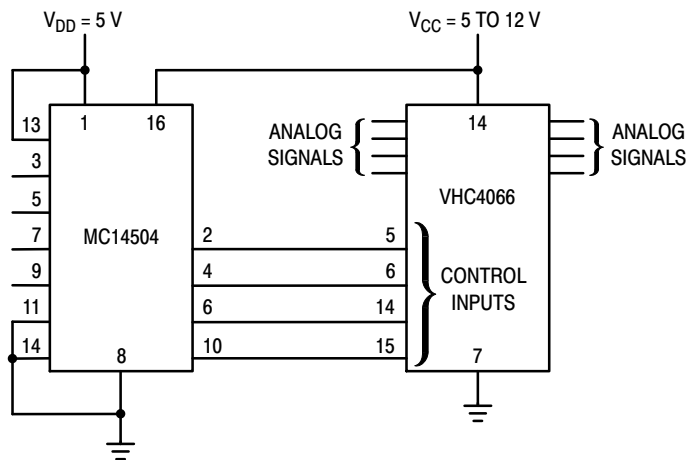 VDD = 5 V
VCC = 5 TO 12 V
13
1
16
14
ANALOG
SIGNALS
ANALOG
SIGNALS
3
5
VHC4066
7
MC14504
2
5
9
4
6
CONTROL
INPUTS
11
6
14
14
8
10
15
7